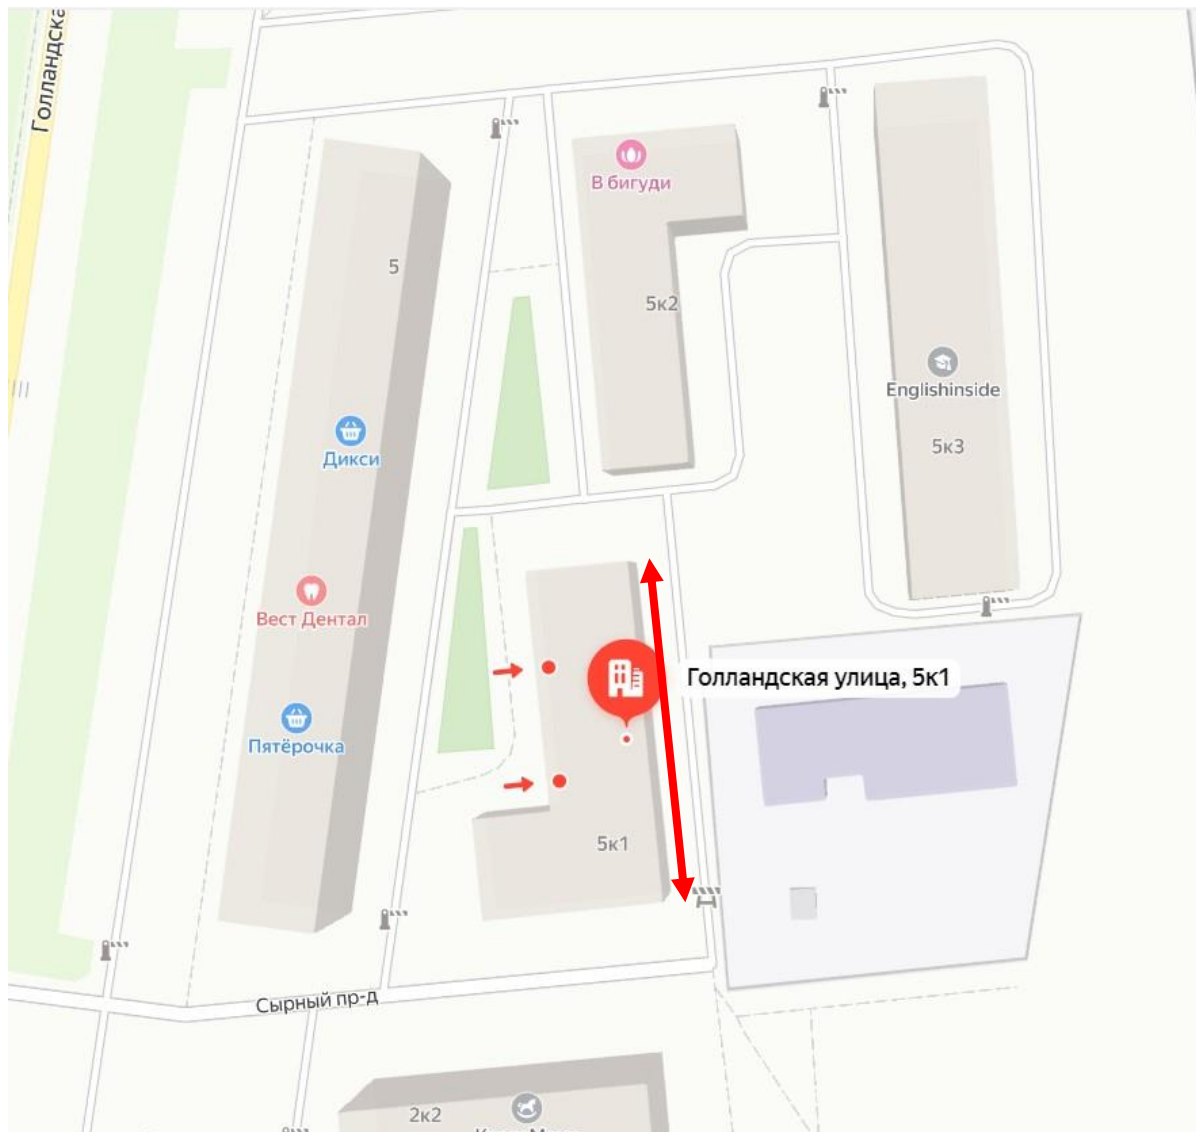 Голландска
В бигуди
5
5к2
Englishinside
5к3
Дикси
Вест Дентал
Голландская улица, 5к1
Пятёрочка
5к1
Сырный пр-д
2к2